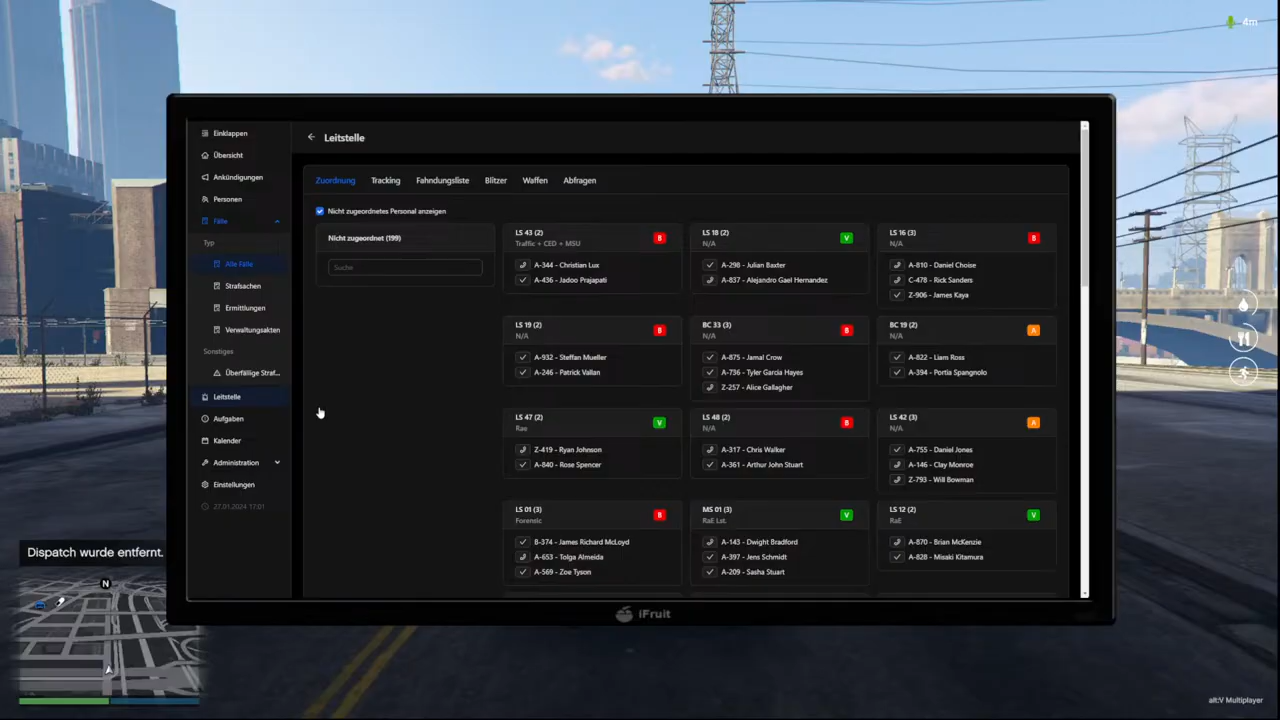 4m
Einklappen
Übersicht
Ankündigungen
Personen
Fälle
Typ
Alle Fälle
Strafsachen
Ermittlungen
Verwaltungsakten
Sonstiges
Überfällige Straf...
Leitstelle
Aufgaben
Kalender
Administration
Einstellungen
27.01.2024 17:01
Leitstelle
Zuordnung Tracking Fahndungsliste Blitzer Waffen Abfragen
Nicht zugeordnetes Personal anzeigen
Nicht zugeordnet (199)
Suche
LS 43 (2) B
Traffic + CED + MSU
A-344 - Christian Lux
A-436 - Jadoo Prajapati
LS 18 (2) V
N/A
A-298 - Julian Baxter
A-837 - Alejandro Gael Hernandez
LS 16 (3) B
N/A
A-810 - Daniel Choise
C-478 - Rick Sanders
Z-906 - James Kaya
LS 19 (2) B
N/A
A-932 - Steffan Mueller
A-246 - Patrick Vallan
BC 33 (3) B
N/A
A-875 - Jamal Crow
A-736 - Tyler Garcia Hayes
Z-257 - Alice Gallagher
BC 19 (2) A
N/A
A-822 - Liam Ross
A-394 - Portia Spangnolo
LS 47 (2) V
Rae
Z-419 - Ryan Johnson
A-840 - Rose Spencer
LS 48 (2) B
N/A
A-317 - Chris Walker
A-361 - Arthur John Stuart
LS 42 (3) A
N/A
A-755 - Daniel Jones
A-146 - Clay Monroe
Z-793 - Will Bowman
LS 01 (3) B
Forensic
B-374 - James Richard McLoyd
A-653 - Tolga Almeida
A-569 - Zoe Tyson
MS 01 (3) V
RaE Lst.
A-143 - Dwight Bradford
A-397 - Jens Schmidt
A-209 - Sasha Stuart
LS 12 (2) V
RaE
A-870 - Brian McKenzie
A-828 - Misaki Kitamura
Dispatch wurde entfernt.
N
iFruit
alt:V Multiplayer